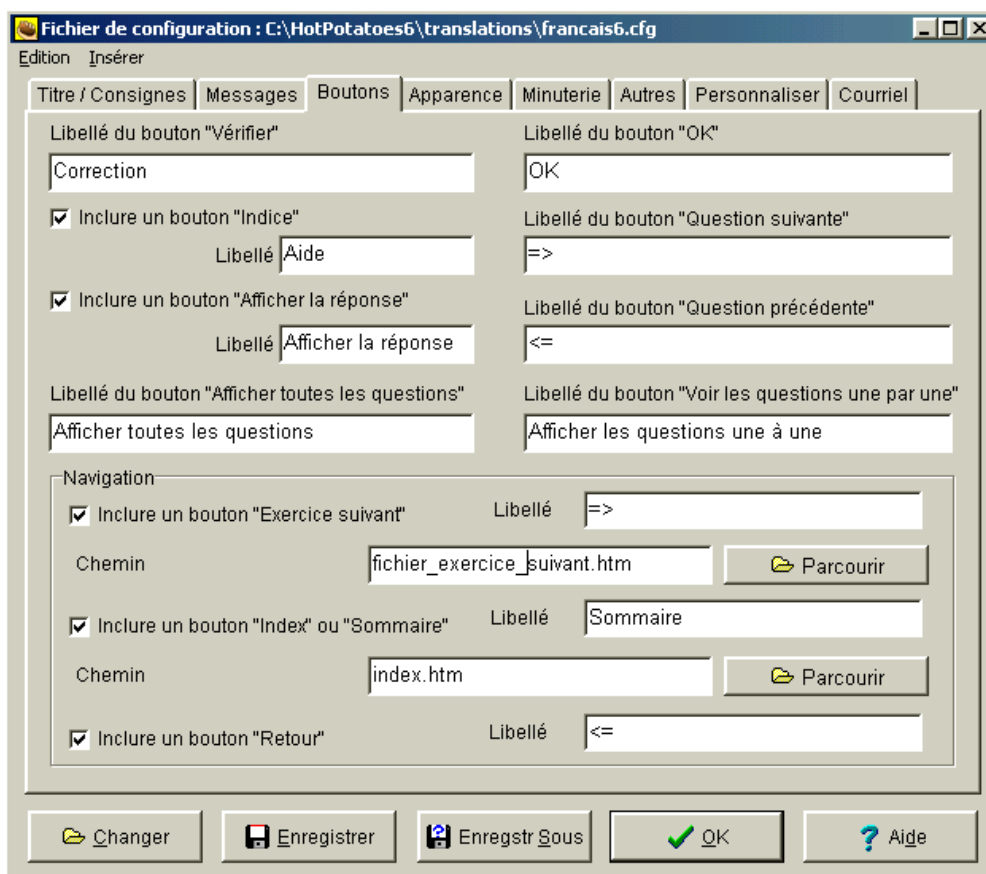 Fichier de configuration : C:\HotPotatoes6\translations\francais6.cfg
Edition Insérer
Titre / Consignes Messages Boutons Apparence Minuterie Autres Personnaliser Courriel
Libellé du bouton "Vérifier" Libellé du bouton "OK"
Correction OK
Inclure un bouton "Indice" Libellé du bouton "Question suivante"
Libellé Aide =>
Inclure un bouton "Afficher la réponse" Libellé du bouton "Question précédente"
Libellé Afficher la réponse <=
Libellé du bouton "Afficher toutes les questions" Libellé du bouton "Voir les questions une par une"
Afficher toutes les questions Afficher les questions une à une
Navigation
Inclure un bouton "Exercice suivant" Libellé =>
Chemin fichier_exercice_suivant.htm Parcourir
Inclure un bouton "Index" ou "Sommaire" Libellé Sommaire
Chemin index.htm Parcourir
Inclure un bouton "Retour" Libellé <=
Changer Enregistrer Enregstr Sous OK Aide